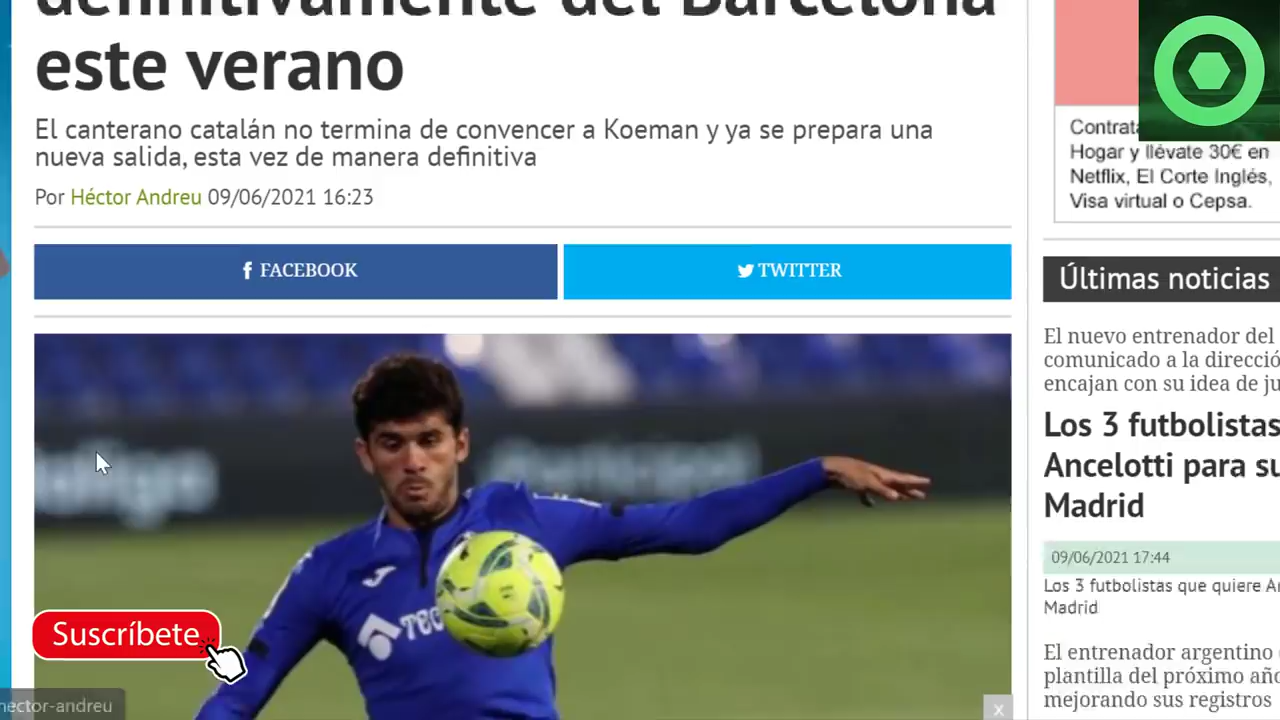 definitivamente del Barcelona
este verano
El canterano catalán no termina de convencer a Koeman y ya se prepara una
nueva salida, esta vez de manera definitiva
Por Héctor Andreu 09/06/2021 16:23
FACEBOOK
TWITTER
Suscríbete
hector-andreu
Hogar y llévate 30€ en
Netflix, El Corte Inglés,
Visa virtual o Cepsa.
Últimas noticias
El nuevo entrenador del
comunicado a la direcció
encajan con su idea de ju
Los 3 futbolistas
Ancelotti para su
Madrid
09/06/2021 17:44
Los 3 futbolistas que quiere An
Madrid
El entrenador argentino
plantilla del próximo año
mejorando sus registros
x